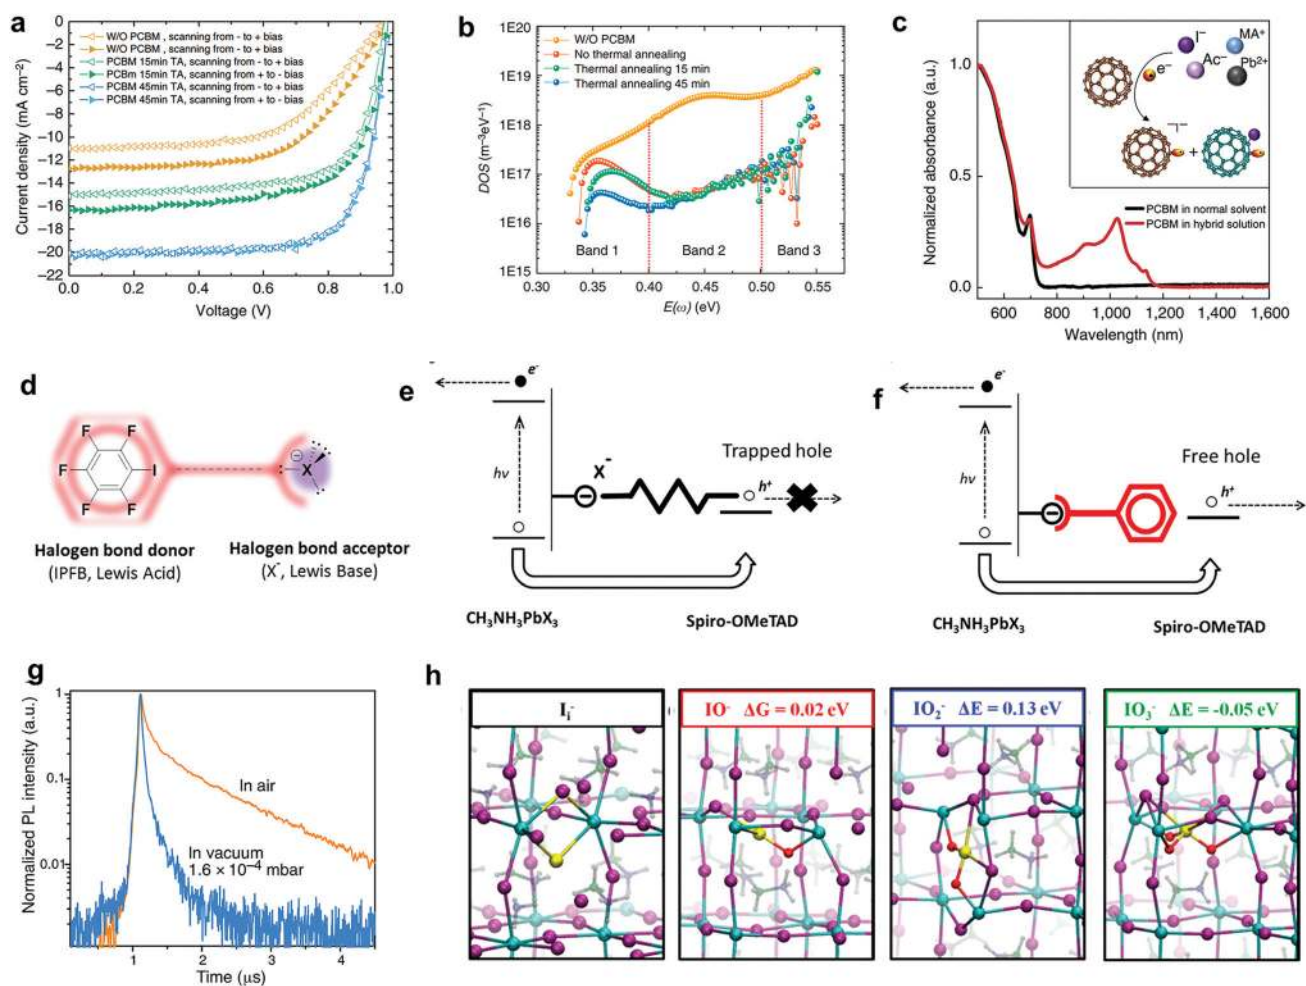 a
Current density (mA cm⁻²)
0
−2
−4
−6
−8
−10
−12
−14
−16
−18
−20
−22
W/O PCBM , scanning from - to + bias
W/O PCBM , scanning from - to + bias
PCBM 15min TA, scanning from - to + bias
PCBm 15min TA, scanning from + to - bias
PCBM 45min TA, scanning from - to + bias
PCBM 45min TA, scanning from + to - bias
0.0 0.2 0.4 0.6 0.8 1.0
Voltage (V)
b
DOS (m⁻³eV⁻¹)
1E20
1E19
1E18
1E17
1E16
1E15
W/O PCBM
No thermal annealing
Thermal annealing 15 min
Thermal annealing 45 min
Band 1 Band 2 Band 3
0.30 0.35 0.40 0.45 0.50 0.55
E(ω) (eV)
c
Normalized absorbance (a.u.)
1.0
0.5
0.0
I⁻ MA⁺
e⁻ Ac⁻ Pb²⁺
+
PCBM in normal solvent
PCBM in hybrid solution
600 800 1,000 1,200 1,400 1,600
Wavelength (nm)
d
F F
F I : X
F F
Halogen bond donor
(IPFB, Lewis Acid)
Halogen bond acceptor
(X⁻, Lewis Base)
e
e⁻
hν
X⁻
Trapped hole
h⁺
CH₃NH₃PbX₃
Spiro-OMeTAD
f
e⁻
hν
Free hole
h⁺
CH₃NH₃PbX₃
Spiro-OMeTAD
g
Normalized PL intensity (a.u.)
1
0.1
0.01
In air
In vacuum
1.6 × 10⁻⁴ mbar
1 2 3 4
Time (μs)
h
Iᵢ⁻
IO⁻ ΔG = 0.02 eV
IO₂⁻ ΔE = 0.13 eV
IO₃⁻ ΔE = -0.05 eV